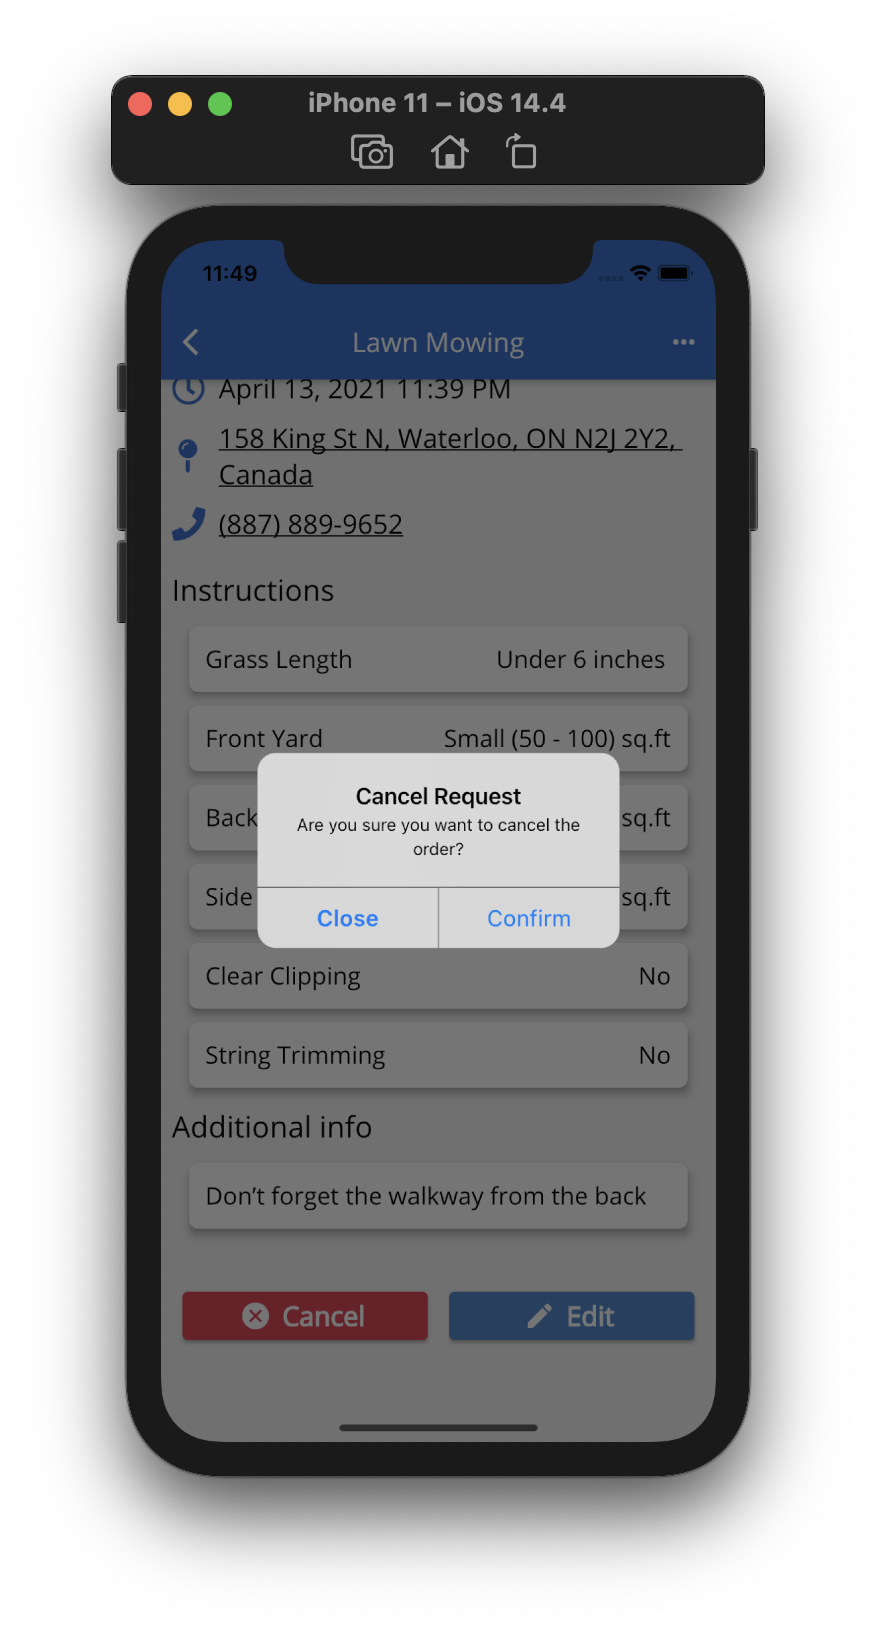 iPhone 11 – iOS 14.4
11:49
Lawn Mowing
April 13, 2021 11:39 PM
158 King St N, Waterloo, ON N2J 2Y2,
Canada
(887) 889-9652
Instructions
Grass Length Under 6 inches
Front Yard Small (50 - 100) sq.ft
Back sq.ft
Side sq.ft
Cancel Request
Are you sure you want to cancel the
order?
Close Confirm
Clear Clipping No
String Trimming No
Additional info
Don’t forget the walkway from the back
Cancel Edit